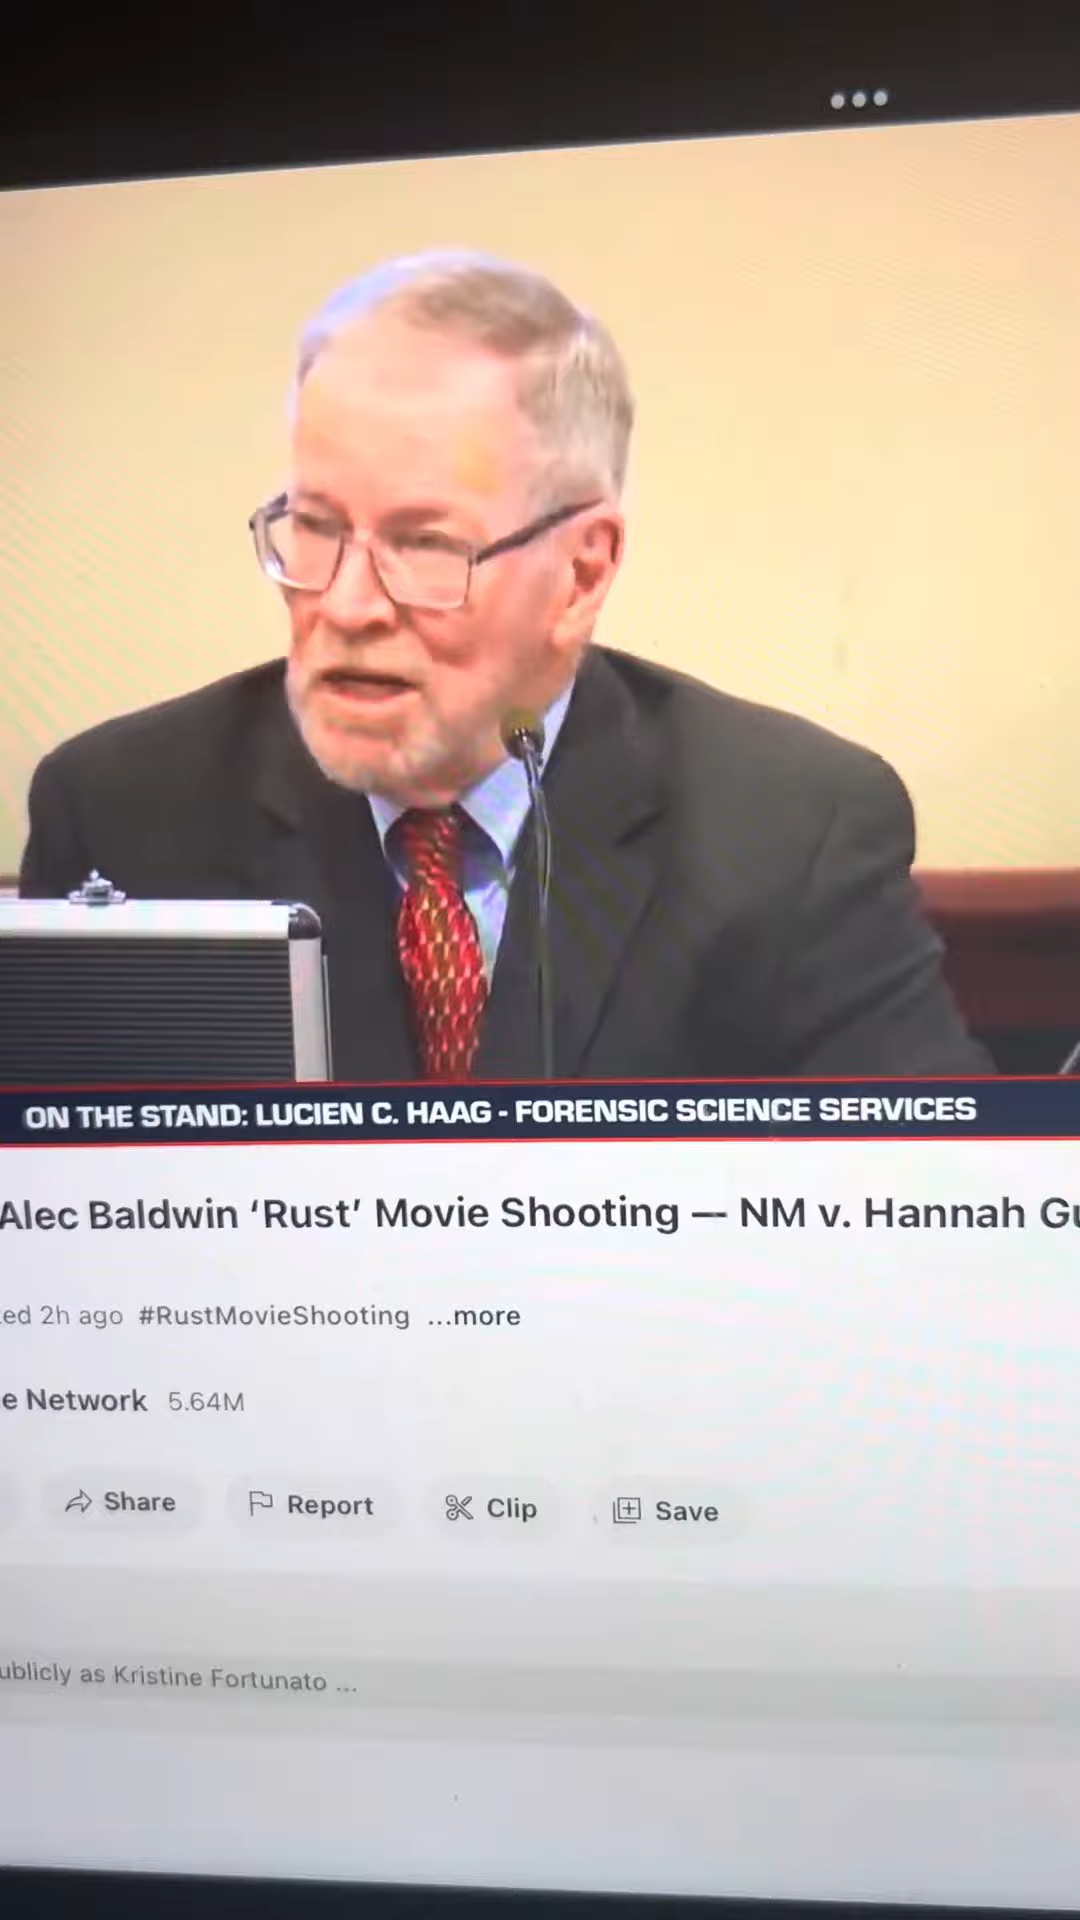 ON THE STAND: LUCIEN C. HAAG - FORENSIC SCIENCE SERVICES
Alec Baldwin ‘Rust’ Movie Shooting — NM v. Hannah Gu
ed 2h ago #RustMovieShooting ...more
e Network 5.64M
Share Report Clip Save
ublicly as Kristine Fortunato ...